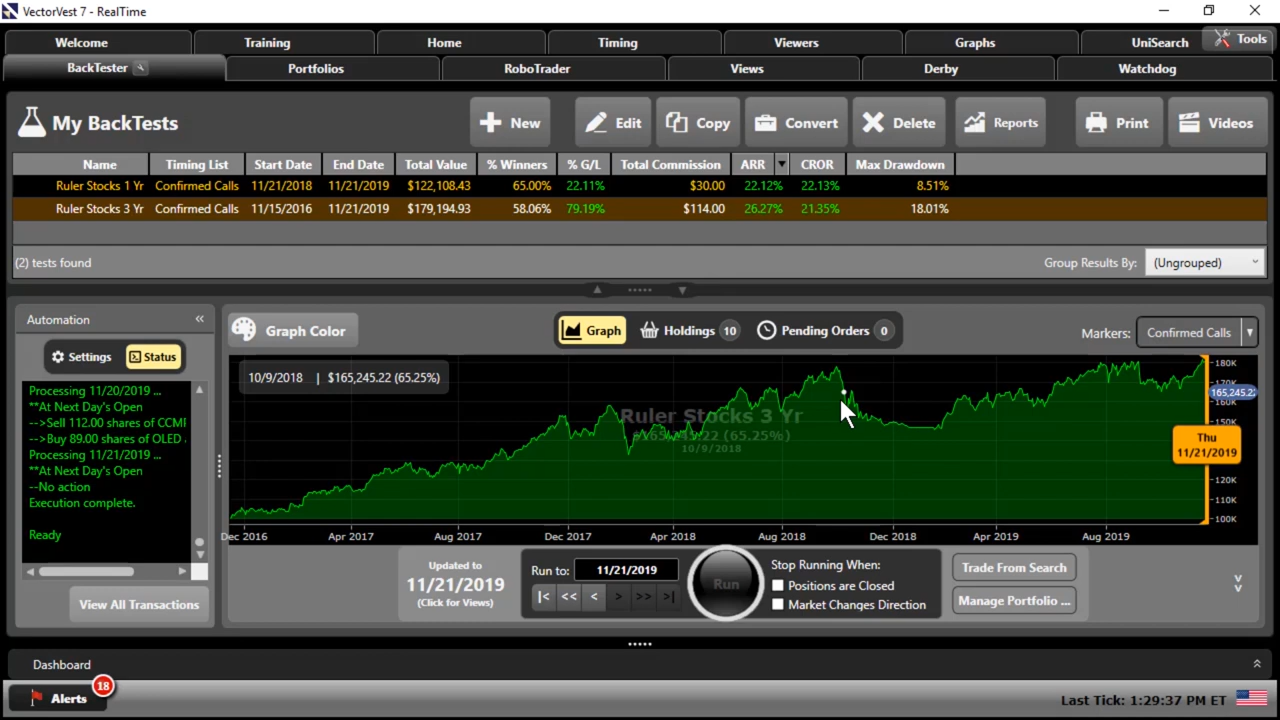 VectorVest 7 - RealTime
Welcome Training Home Timing Viewers Graphs UniSearch Tools
BackTester Portfolios RoboTrader Views Derby Watchdog
My BackTests
New Edit Copy Convert Delete Reports Print Videos
Name Timing List Start Date End Date Total Value % Winners % G/L Total Commission ARR CROR Max Drawdown
Ruler Stocks 1 Yr Confirmed Calls 11/21/2018 11/21/2019 $122,108.43 65.00% 22.11% $30.00 22.12% 22.13% 8.51%
Ruler Stocks 3 Yr Confirmed Calls 11/15/2016 11/21/2019 $179,194.93 58.06% 79.19% $114.00 26.27% 21.35% 18.01%
(2) tests found Group Results By: (Ungrouped)
Automation «
Graph Color Graph Holdings 10 Pending Orders 0 Markers: Confirmed Calls
Settings Status
Processing 11/20/2019 ...
**At Next Day's Open
-->Sell 112.00 shares of CCMP
-->Buy 89.00 shares of OLED
Processing 11/21/2019 ...
**At Next Day's Open
--No action
Execution complete.
Ready
View All Transactions
10/9/2018 | $165,245.22 (65.25%)
Ruler Stocks 3 Yr
$165,245.22 (65.25%)
10/9/2018
180K
170K
165,245.22
160K
Thu
11/21/2019
120K
110K
100K
Dec 2016 Apr 2017 Aug 2017 Dec 2017 Apr 2018 Aug 2018 Dec 2018 Apr 2019 Aug 2019
Updated to
11/21/2019
(Click for Views)
Run to: 11/21/2019
|< << < > >> >|
Run
Stop Running When:
Positions are Closed
Market Changes Direction
Trade From Search
Manage Portfolio ...
Dashboard
Alerts 18
Last Tick: 1:29:37 PM ET